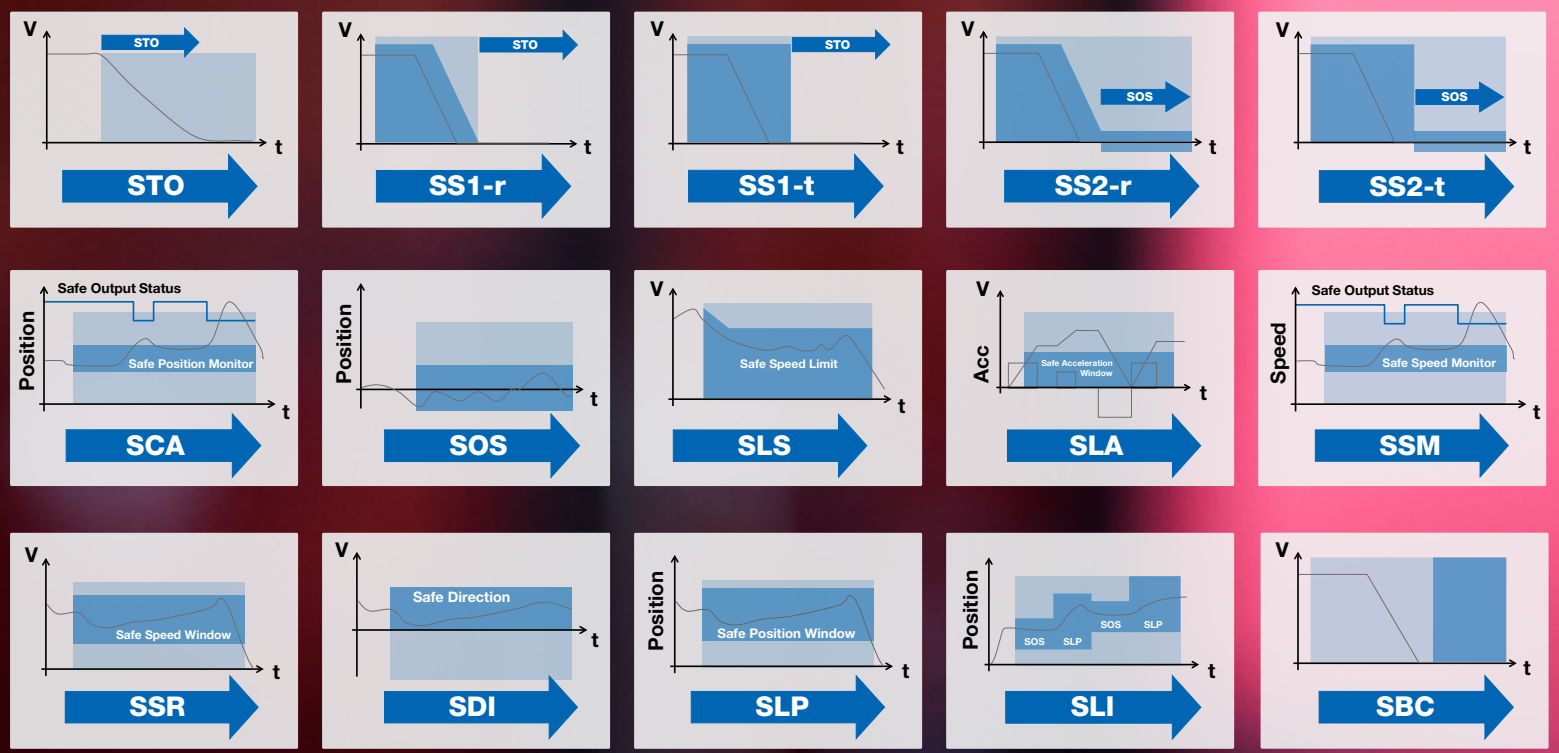 V
STO
t
STO
V
STO
t
SS1-r
V
STO
t
SS1-t
V
SOS
t
SS2-r
V
SOS
t
SS2-t
Safe Output Status
Position
Safe Position Monitor
t
SCA
Position
t
SOS
V
Safe Speed Limit
t
SLS
V
Acc
Safe Acceleration
Window
t
SLA
Safe Output Status
Speed
Safe Speed Monitor
t
SSM
V
Safe Speed Window
t
SSR
V
Safe Direction
t
SDI
Position
Safe Position Window
t
SLP
Position
SOS
SLP
SOS
SLP
t
SLI
V
t
SBC